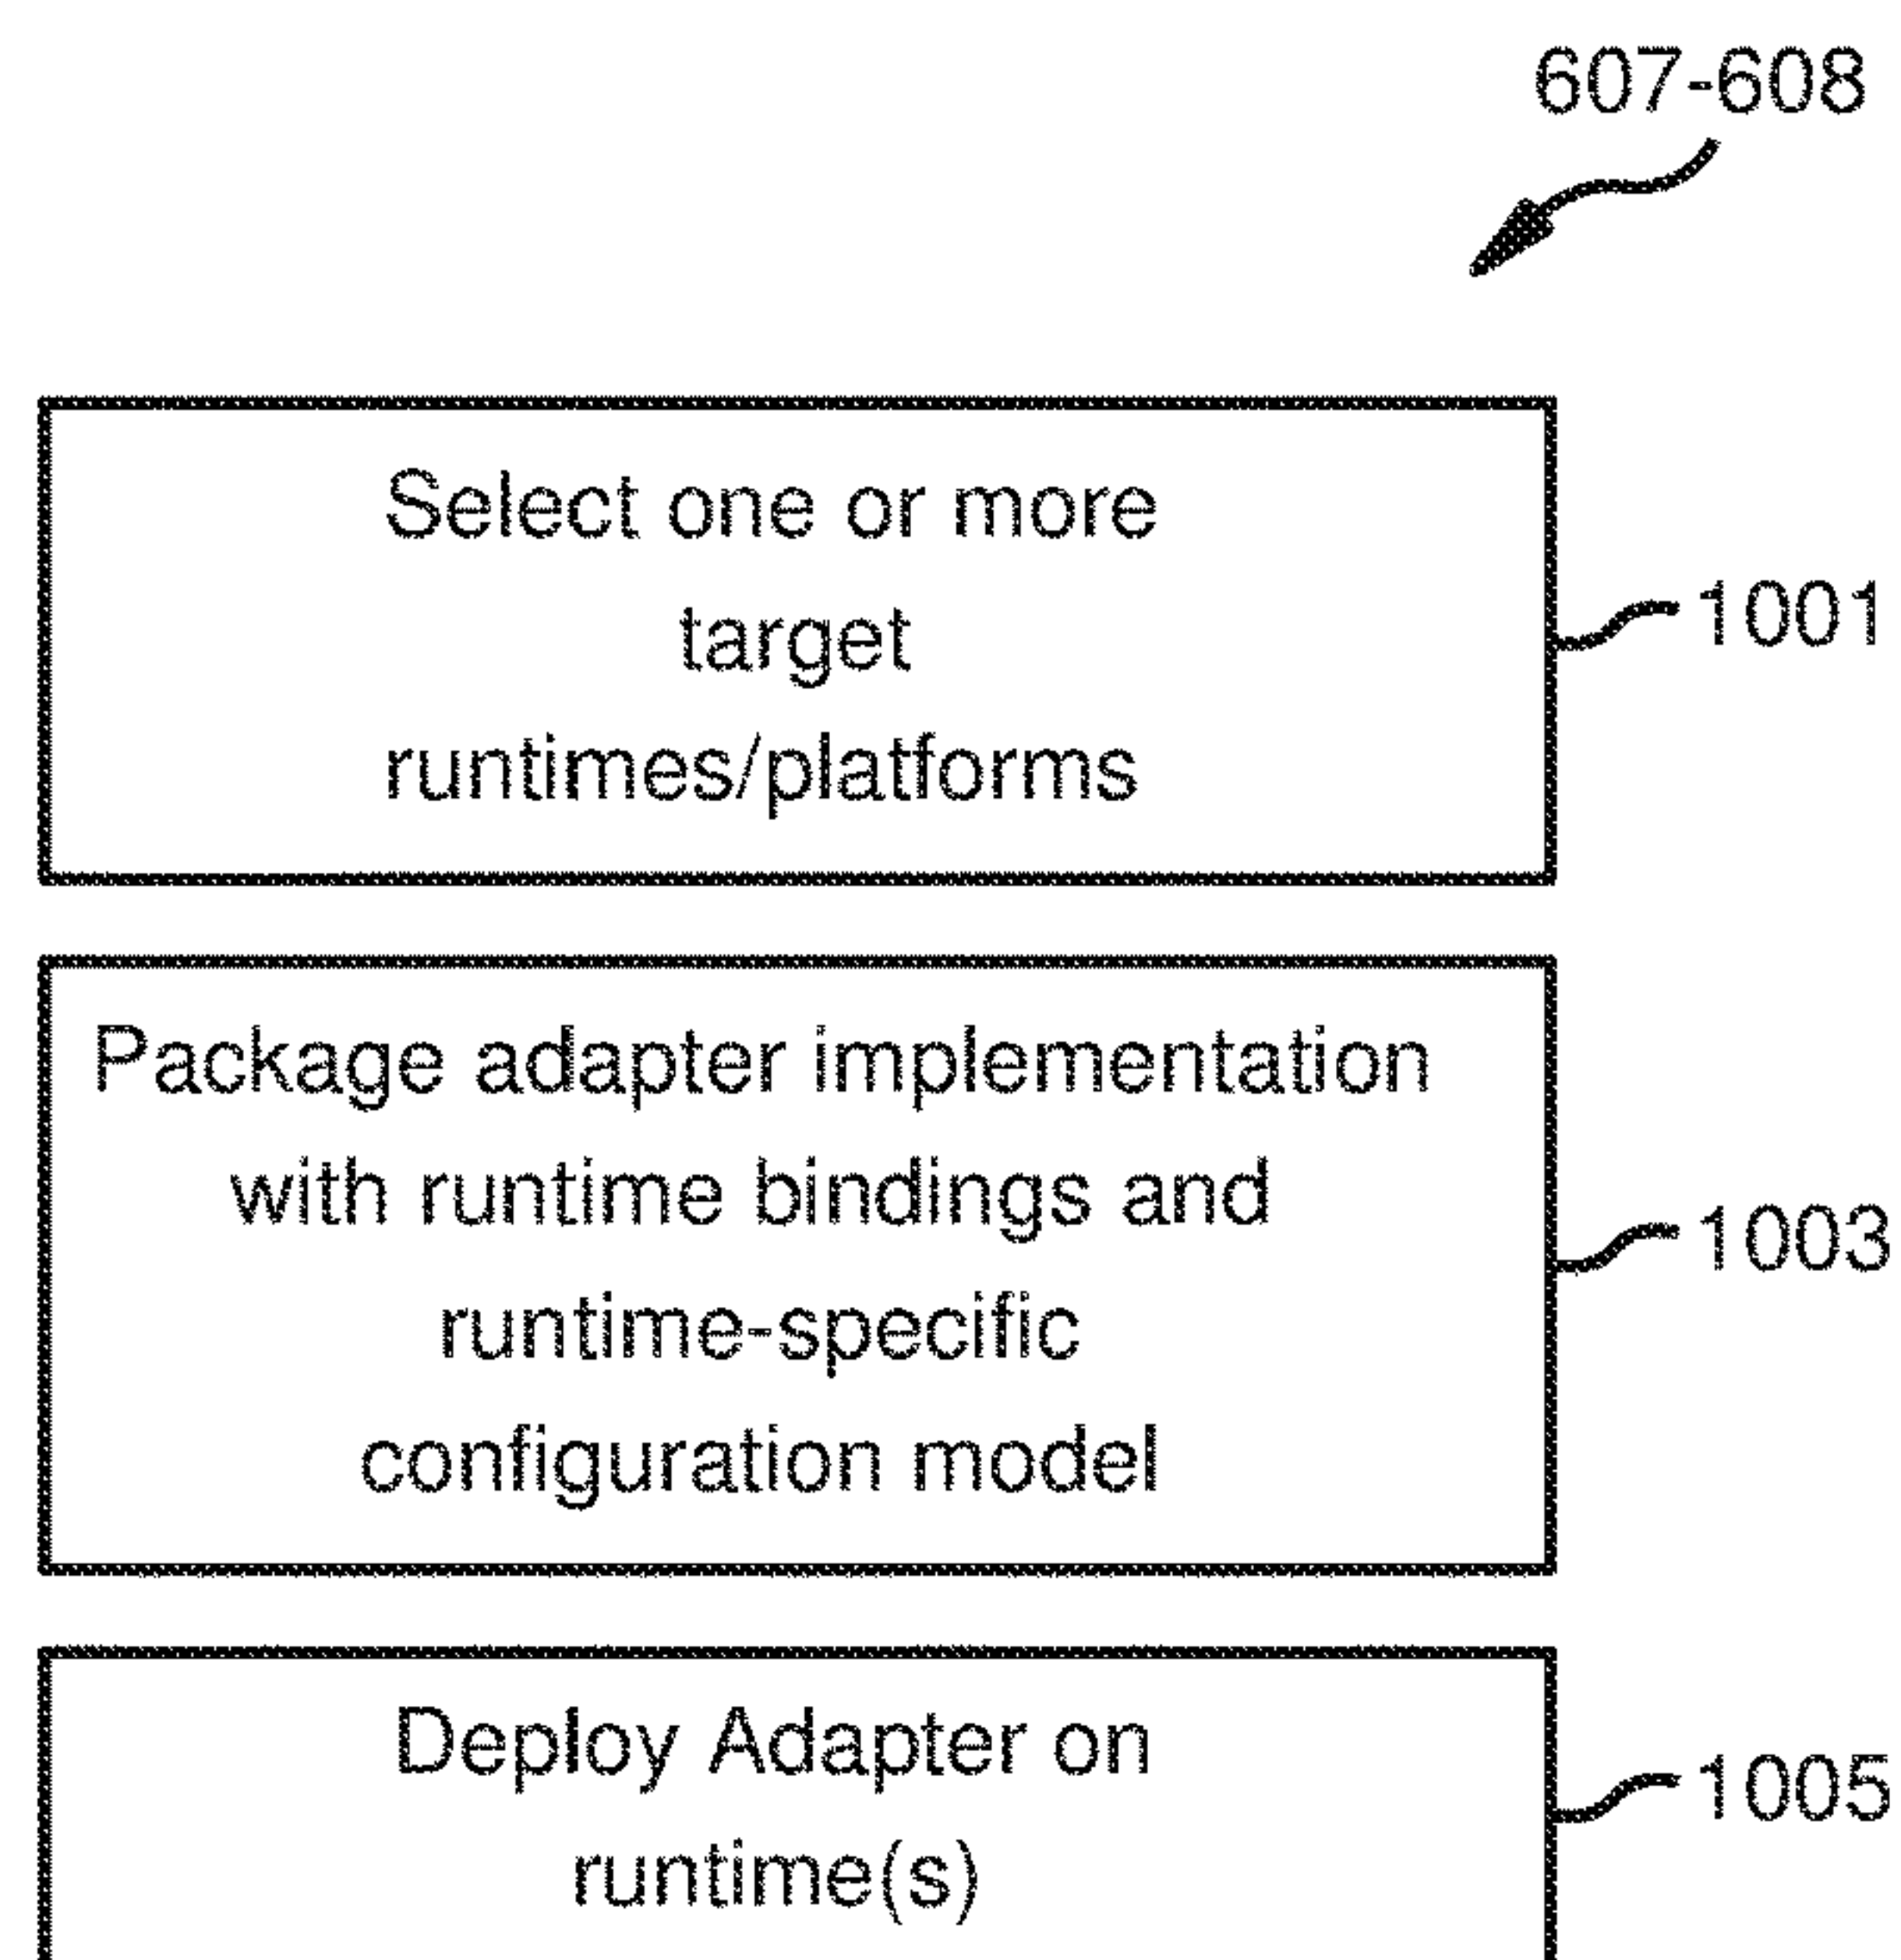 607-608
Select one or more
target
runtimes/platforms
1001
Package adapter implementation
with runtime bindings and
runtime-specific
configuration model
1003
Deploy Adapter on
runtime(s)
1005